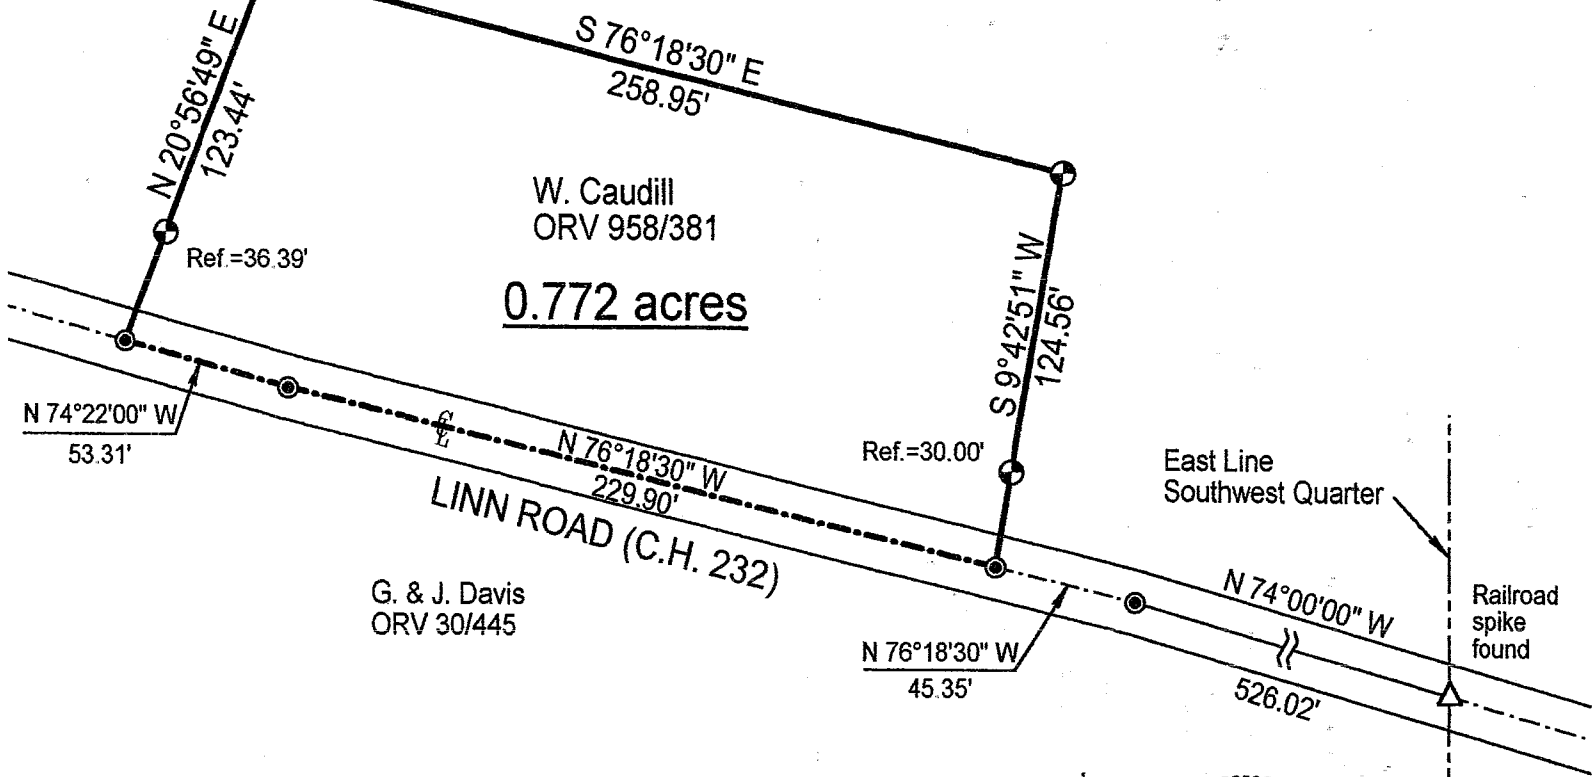 S 76°18'30" E
258.95'
N 20°56'49" E
123.44'
W. Caudill
ORV 958/381
Ref.=36.39'
0.772 acres
S 9°42'51" W
124.56'
N 74°22'00" W
53.31'
CL
N 76°18'30" W
229.90'
Ref.=30.00'
East Line
Southwest Quarter
LINN ROAD (C.H. 232)
G. & J. Davis
ORV 30/445
N 74°00'00" W
Railroad
spike
found
N 76°18'30" W
45.35'
526.02'